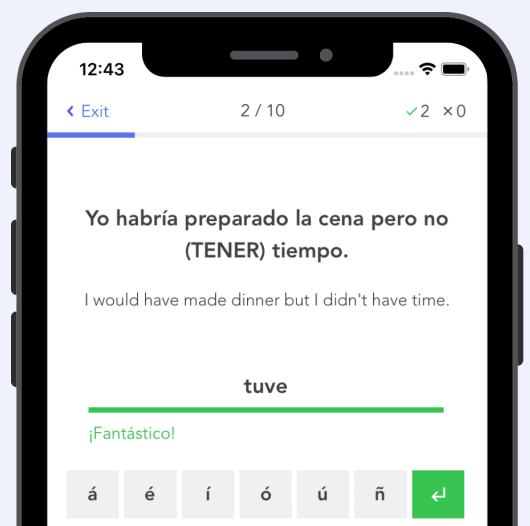 12:43
Exit
2 / 10
✓2 ×0
Yo habría preparado la cena pero no
(TENER) tiempo.
I would have made dinner but I didn't have time.
tuve
¡Fantástico!
á é í ó ú ñ